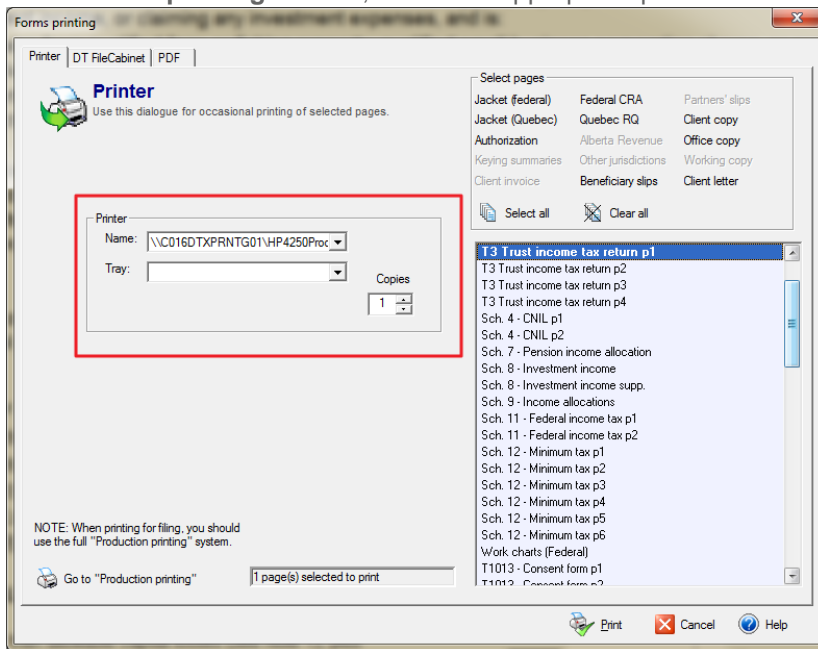 Forms printing
Printer DT FileCabinet PDF
Printer
Use this dialogue for occasional printing of selected pages.
Select pages
Jacket (federal) Federal CRA Partners' slips
Jacket (Quebec) Quebec RQ Client copy
Authorization Alberta Revenue Office copy
Keying summaries Other jurisdictions Working copy
Client invoice Beneficiary slips Client letter
Select all Clear all
Printer
Name: \\C016DTXPRNTG01\HP4250Proc
Tray:
Copies
1
T3 Trust income tax return p1
T3 Trust income tax return p2
T3 Trust income tax return p3
T3 Trust income tax return p4
Sch. 4 - CNIL p1
Sch. 4 - CNIL p2
Sch. 7 - Pension income allocation
Sch. 8 - Investment income
Sch. 8 - Investment income supp.
Sch. 9 - Income allocations
Sch. 11 - Federal income tax p1
Sch. 11 - Federal income tax p2
Sch. 12 - Minimum tax p1
Sch. 12 - Minimum tax p2
Sch. 12 - Minimum tax p3
Sch. 12 - Minimum tax p4
Sch. 12 - Minimum tax p5
Sch. 12 - Minimum tax p6
Work charts (Federal)
T1013 - Consent form p1
T1013 - Consent form p2
NOTE: When printing for filing, you should
use the full "Production printing" system.
Go to "Production printing" 1 page(s) selected to print
Print Cancel Help